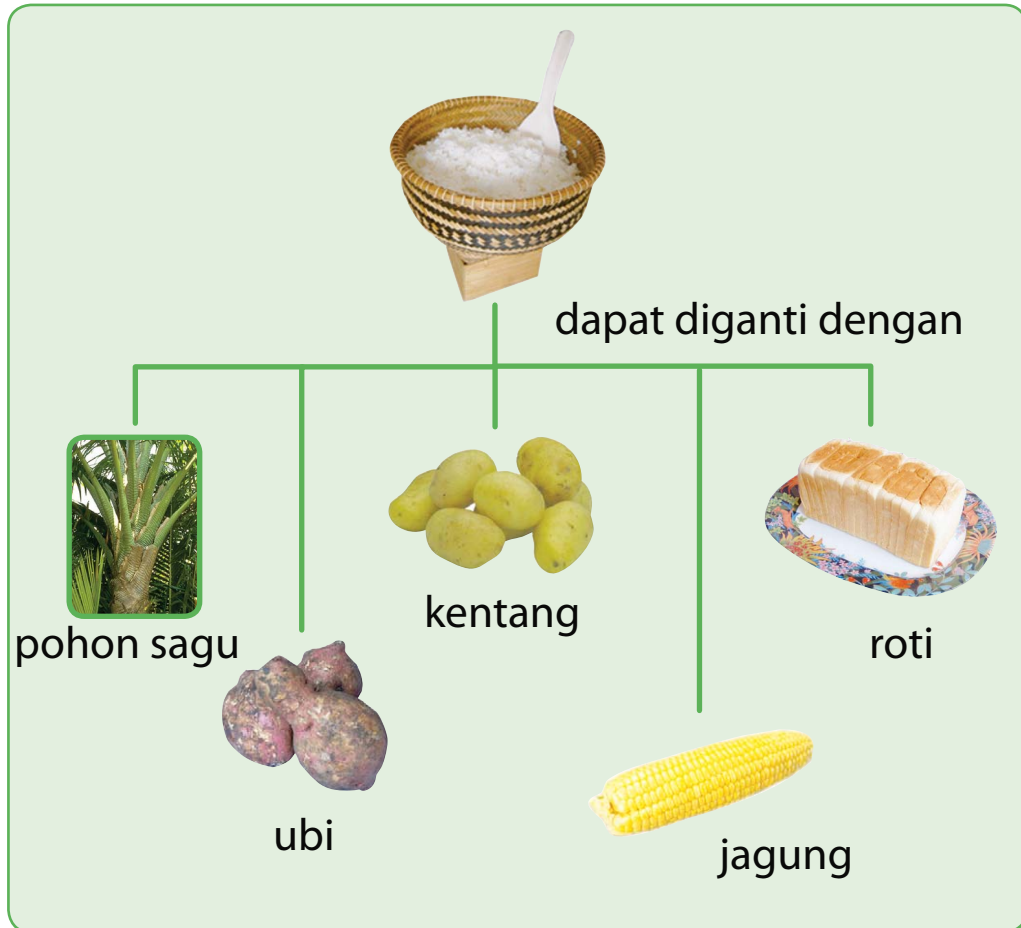 dapat diganti dengan
pohon sagu
ubi
kentang
jagung
roti